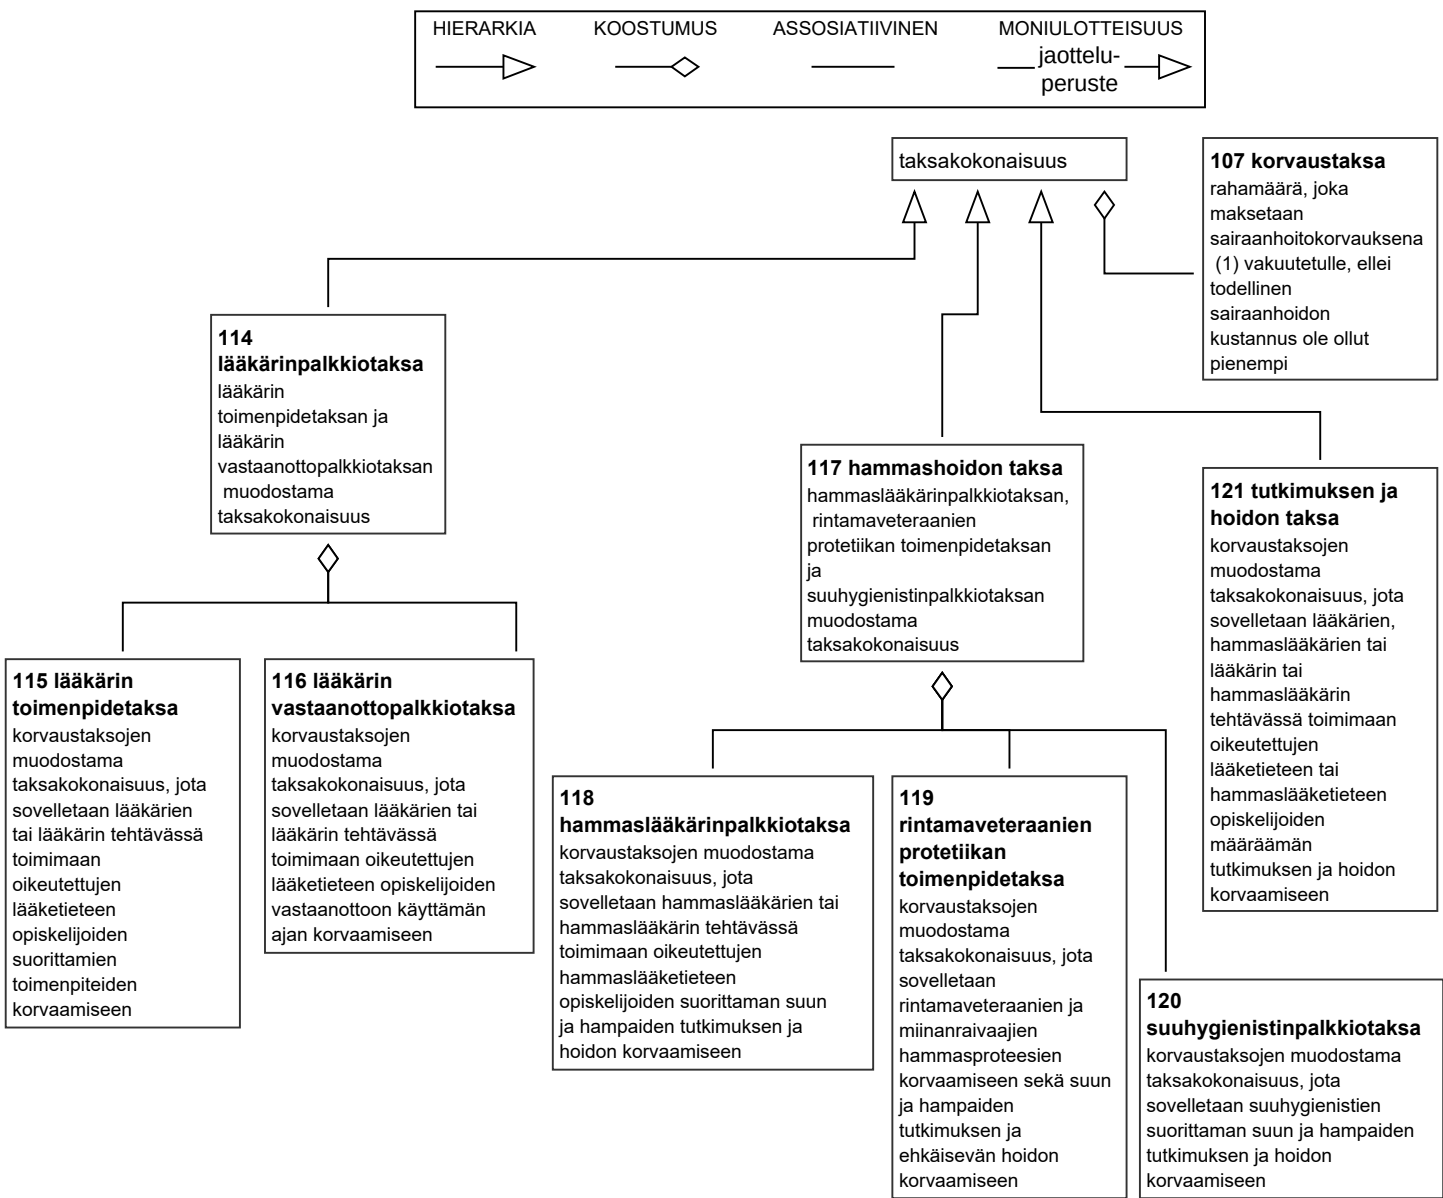 HIERARKIA
KOOSTUMUS
ASSOSIATIIVINEN
MONIULOTTEISUUS
jaottelu-
peruste
taksakokonaisuus
107 korvaustaksa
rahamäärä, joka
maksetaan
sairaanhoitokorvauksena
(1) vakuutetulle, ellei
todellinen
sairaanhoidon
kustannus ole ollut
pienempi
114
lääkärinpalkkiotaksa
lääkärin
toimenpidetaksan ja
lääkärin
vastaanottopalkkiotaksan
muodostama
taksakokonaisuus
117 hammashoidon taksa
hammaslääkärinpalkkiotaksan,
rintamaveteraanien
protetiikan toimenpidetaksan
ja
suuhygienistinpalkkiotaksan
muodostama
taksakokonaisuus
121 tutkimuksen ja
hoidon taksa
korvaustaksojen
muodostama
taksakokonaisuus, jota
sovelletaan lääkärien,
hammaslääkärien tai
lääkärin tai
hammaslääkärin
tehtävässä toimimaan
oikeutettujen
lääketieteen tai
hammaslääketieteen
opiskelijoiden
määräämän
tutkimuksen ja hoidon
korvaamiseen
115 lääkärin
toimenpidetaksa
korvaustaksojen
muodostama
taksakokonaisuus, jota
sovelletaan lääkärien
tai lääkärin tehtävässä
toimimaan
oikeutettujen
lääketieteen
opiskelijoiden
suorittamien
toimenpiteiden
korvaamiseen
116 lääkärin
vastaanottopalkkiotaksa
korvaustaksojen
muodostama
taksakokonaisuus, jota
sovelletaan lääkärien tai
lääkärin tehtävässä
toimimaan oikeutettujen
lääketieteen opiskelijoiden
vastaanottoon käyttämän
ajan korvaamiseen
118
hammaslääkärinpalkkiotaksa
korvaustaksojen muodostama
taksakokonaisuus, jota
sovelletaan hammaslääkärien tai
hammaslääkärin tehtävässä
toimimaan oikeutettujen
hammaslääketieteen
opiskelijoiden suorittaman suun
ja hampaiden tutkimuksen ja
hoidon korvaamiseen
119
rintamaveteraanien
protetiikan
toimenpidetaksa
korvaustaksojen
muodostama
taksakokonaisuus, jota
sovelletaan
rintamaveteraanien ja
miinanraivaajien
hammasproteesien
korvaamiseen sekä suun
ja hampaiden
tutkimuksen ja
ehkäisevän hoidon
korvaamiseen
120
suuhygienistinpalkkiotaksa
korvaustaksojen muodostama
taksakokonaisuus, jota
sovelletaan suuhygienistien
suorittaman suun ja hampaiden
tutkimuksen ja hoidon
korvaamiseen